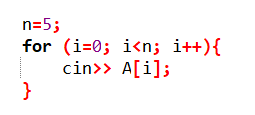 n=5;
for (i=0; i<n; i++){
    cin>> A[i];
}